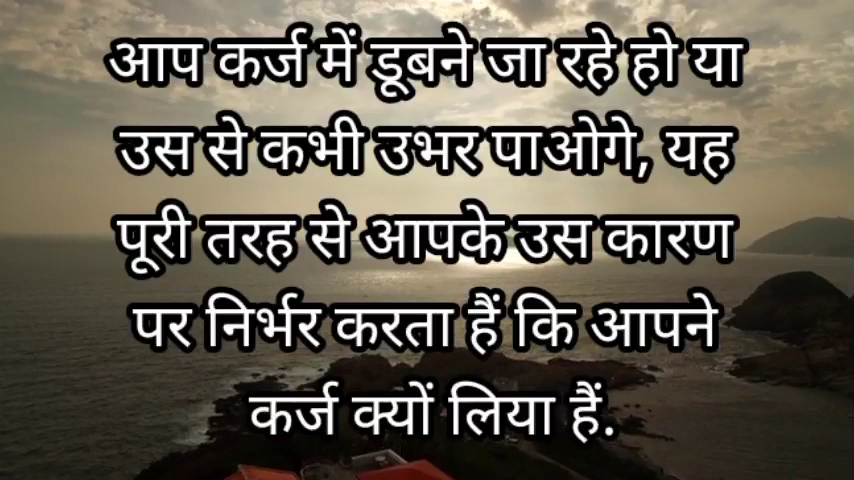 आप कर्ज में डूबने जा रहे हो या
उस से कभी उभर पाओगे, यह
पूरी तरह से आपके उस कारण
पर निर्भर करता हैं कि आपने
कर्ज क्यों लिया हैं.